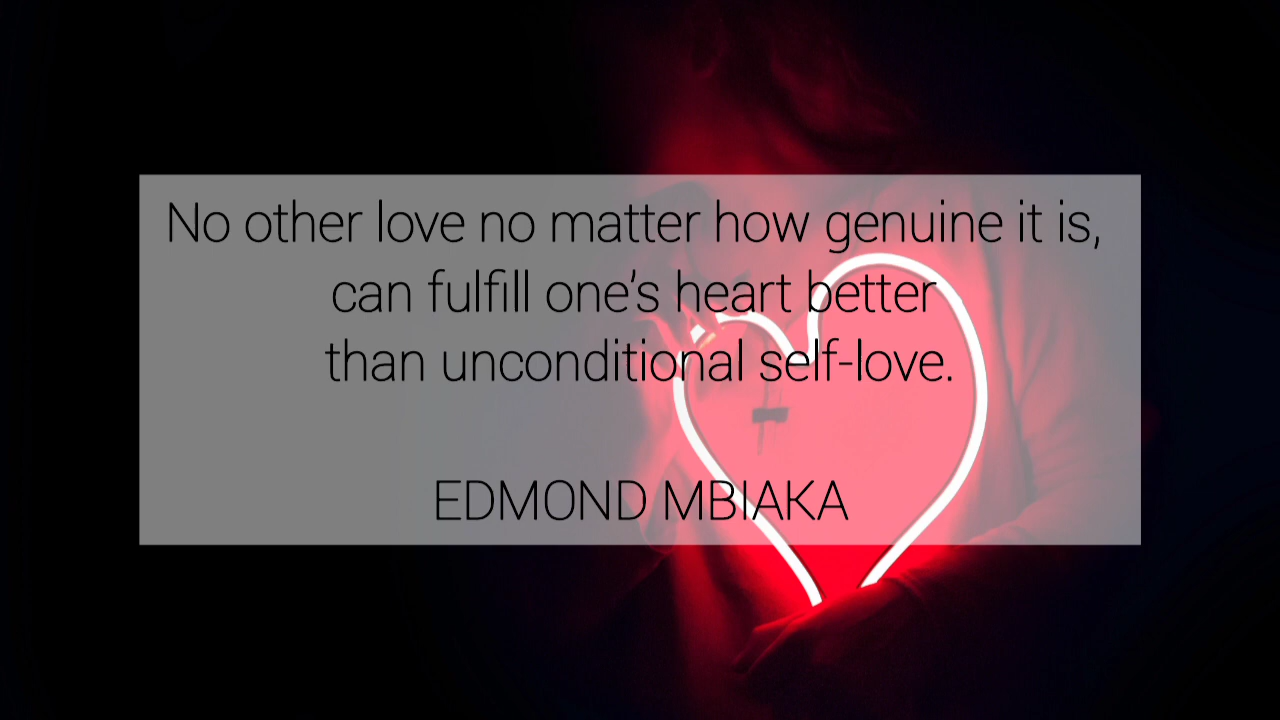 No other love no matter how genuine it is,
can fulfill one's heart better
than unconditional self-love.
EDMOND MBIAKA